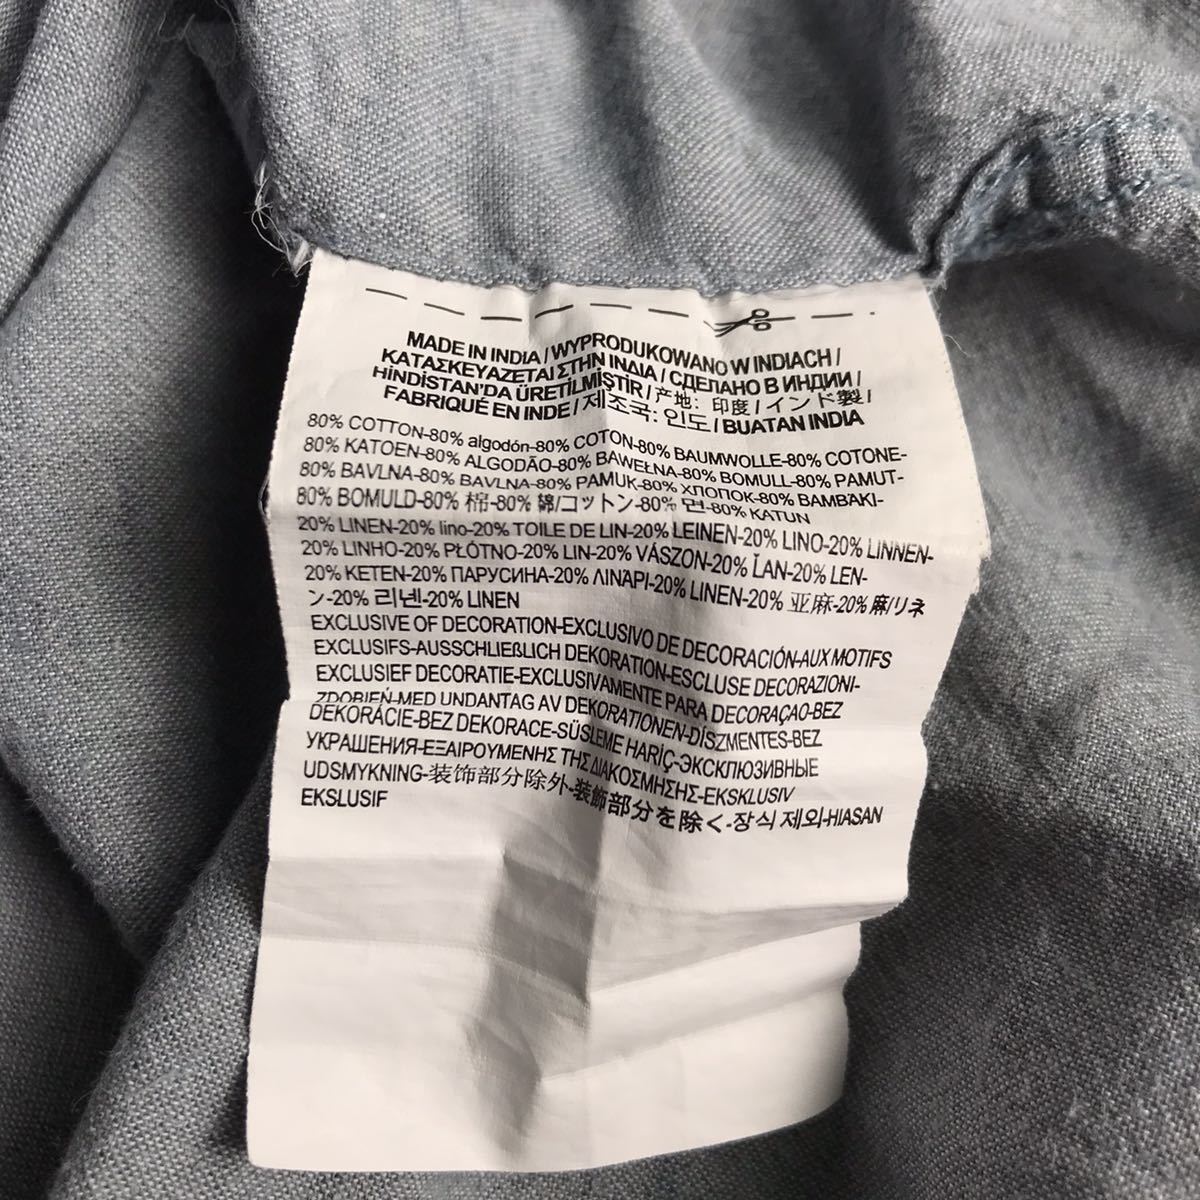 MADE IN INDIA / WYPRODUKOWANO W INDIACH /
ΚΑΤΑΣΚΕΥΑΖΕΤΑΙ ΣΤΗΝ ΙΝΔΙΑ / СДЕЛАНО В ИНДИИ /
HİNDİSTAN'DA ÜRETİLMİŞTİR / 产地: 印度 / インド製 /
FABRIQUÉ EN INDE / 제조국: 인도 / BUATAN INDIA
80% COTTON-80% algodón-80% COTON-80% BAUMWOLLE-80% COTONE-
80% KATOEN-80% ALGODÃO-80% BAWEŁNA-80% BOMULL-80% PAMUT-
80% BAVLNA-80% BAVLNA-80% PAMUK-80% ХЛОПОК-80% ΒΑΜΒΆΚΙ-
80% BOMULD-80% 棉-80% 綿/コットン-80% 면-80% KATUN
20% LINEN-20% lino-20% TOILE DE LIN-20% LEINEN-20% LINO-20% LINNEN-
20% LINHO-20% PŁÓTNO-20% LIN-20% VÁSZON-20% ĽAN-20% LEN-
20% KETEN-20% ПАРУСИНА-20% ΛΙΝΆΡΙ-20% LINEN-20% 亚麻-20% 麻/リネ
ン-20% 리넨-20% LINEN
EXCLUSIVE OF DECORATION-EXCLUSIVO DE DECORACIÓN-AUX MOTIFS
EXCLUSIFS-AUSSCHLIEßLICH DEKORATION-ESCLUSE DECORAZIONI-
EXCLUSIEF DECORATIE-EXCLUSIVAMENTE PARA DECORAÇAO-BEZ
ZDOBIEŃ-MED UNDANTAG AV DEKORATIONEN-DÍSZMENTES-BEZ
DEKORÁCIE-BEZ DEKORACE-SÜSLEME HARİÇ-ЭКСКЛЮЗИВНЫЕ
УКРАШЕНИЯ-ΕΞΑΙΡΟΥΜΕΝΗΣ ΤΗΣ ΔΙΑΚΟΣΜΗΣΗΣ-EKSKLUSIV
UDSMYKNING-装饰部分除外-装飾部分を除く-장식 제외-HIASAN
EKSLUSIF